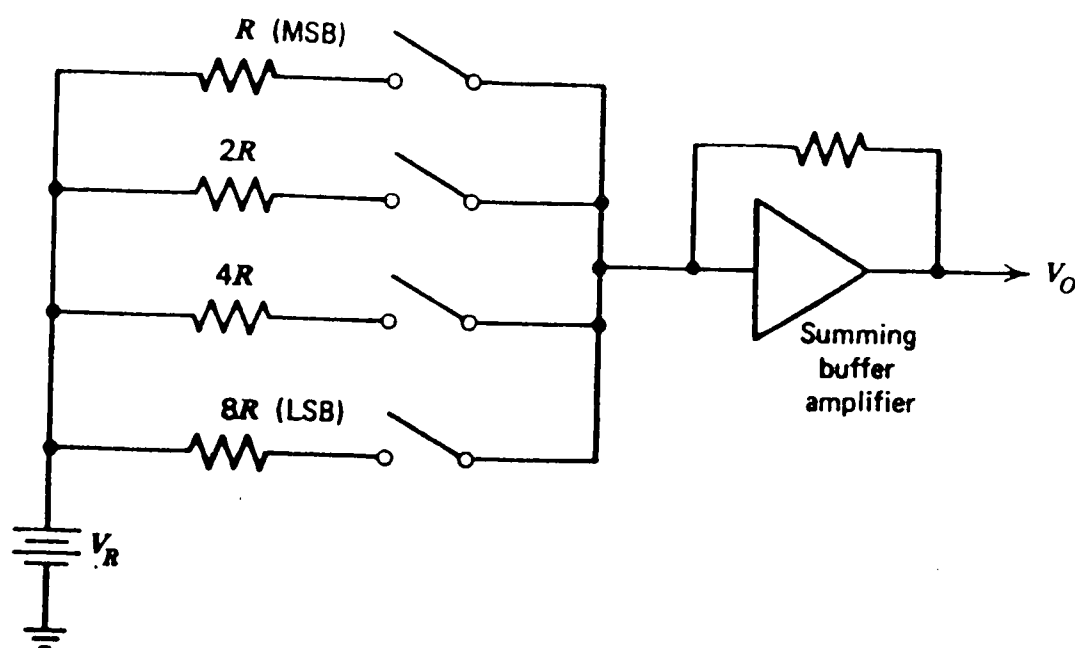 R (MSB)
2R
4R
8R (LSB)
V_R
V_O
Summing
buffer
amplifier